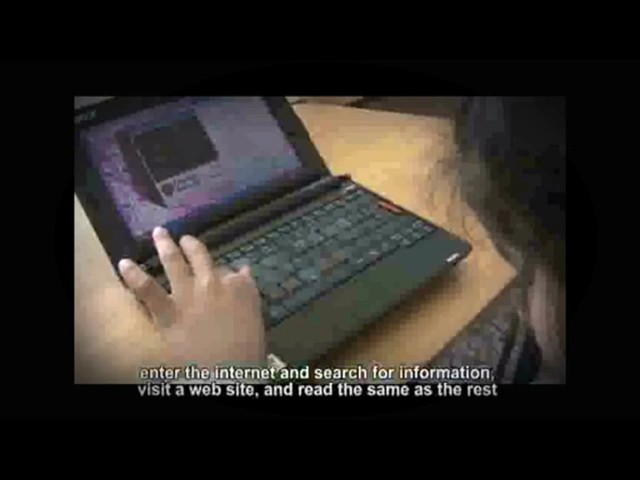 enter the internet and search for information,
visit a web site, and read the same as the rest